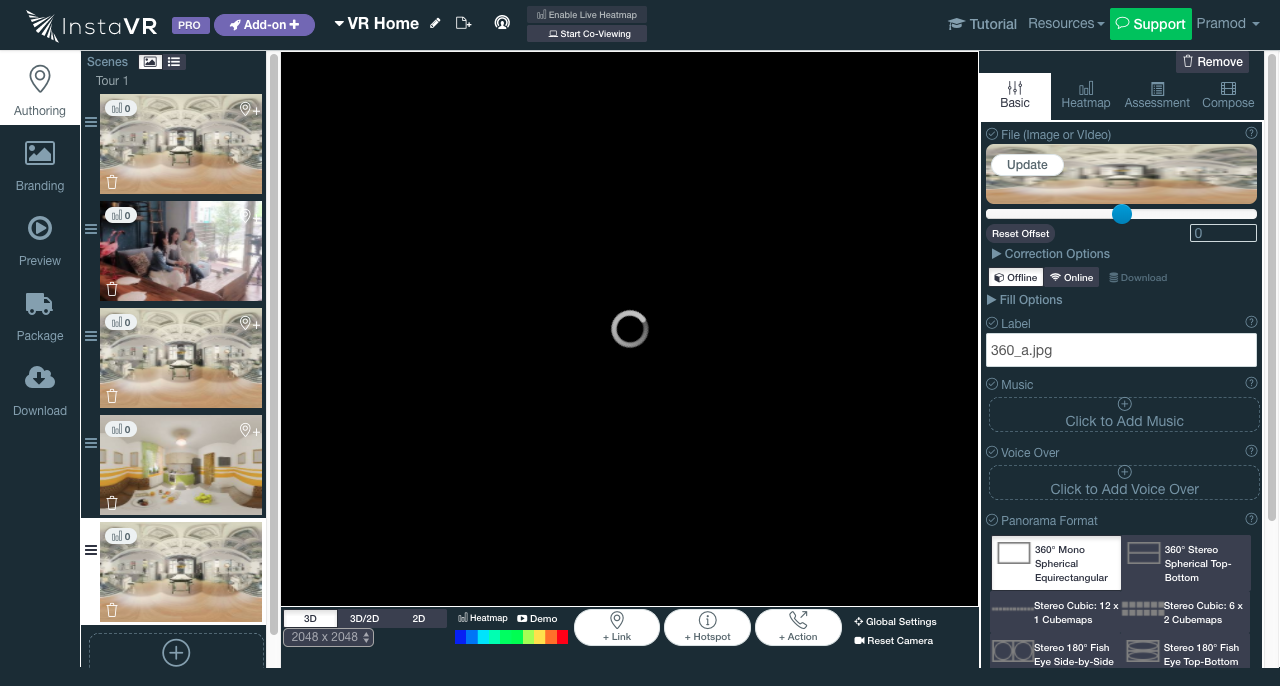 InstaVR
PRO
Add-on
VR Home
Enable Live Heatmap
Start Co-Viewing
Tutorial
Resources
Support
Pramod
Authoring
Branding
Preview
Package
Download
Scenes
Tour 1
0
0
0
0
0
3D
3D/2D
2D
2048 x 2048
Heatmap
Demo
+ Link
+ Hotspot
+ Action
Global Settings
Reset Camera
Remove
Basic
Heatmap
Assessment
Compose
File (Image or VIdeo)
Update
Reset Offset
0
Correction Options
Offline
Online
Download
Fill Options
Label
360_a.jpg
Music
Click to Add Music
Voice Over
Click to Add Voice Over
Panorama Format
360° Mono
Spherical
Equirectangular
360° Stereo
Spherical Top-
Bottom
Stereo Cubic: 12 x
1 Cubemaps
Stereo Cubic: 6 x
2 Cubemaps
Stereo 180° Fish
Eye Side-by-Side
Stereo 180° Fish
Eye Top-Bottom